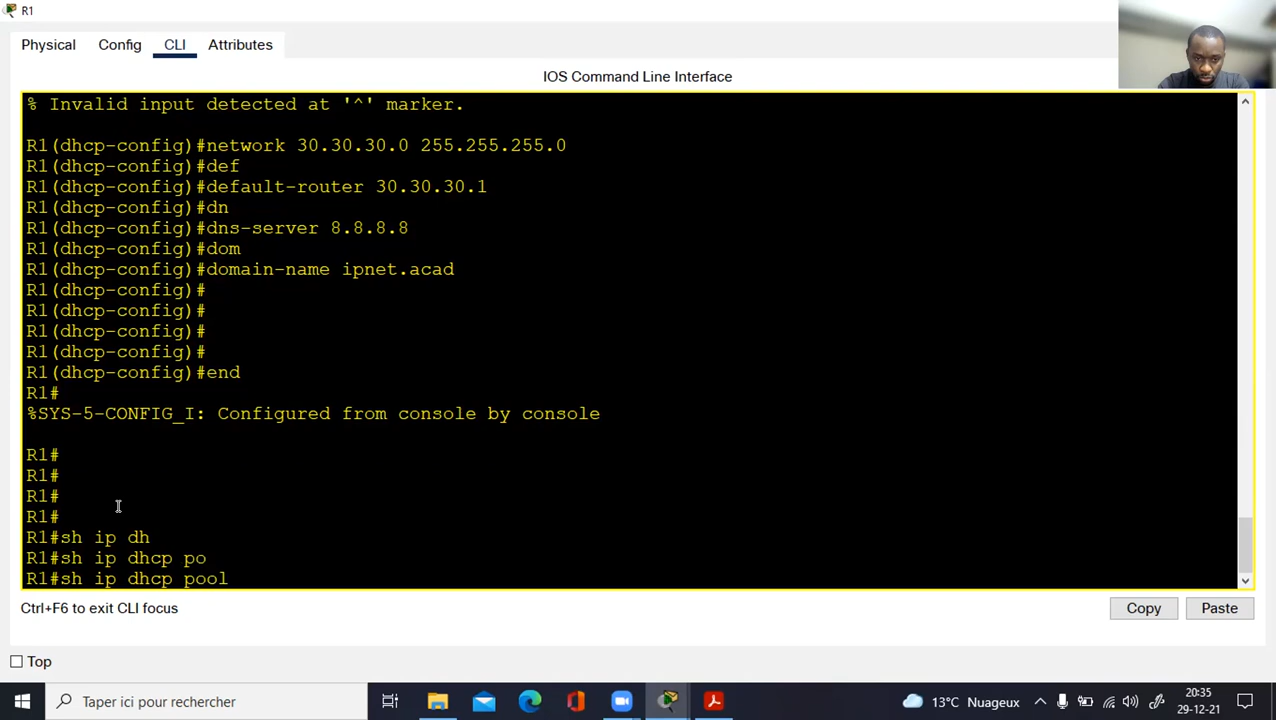 R1
Physical Config CLI Attributes
IOS Command Line Interface
% Invalid input detected at '^' marker.
R1(dhcp-config)#network 30.30.30.0 255.255.255.0
R1(dhcp-config)#def
R1(dhcp-config)#default-router 30.30.30.1
R1(dhcp-config)#dn
R1(dhcp-config)#dns-server 8.8.8.8
R1(dhcp-config)#dom
R1(dhcp-config)#domain-name ipnet.acad
R1(dhcp-config)#
R1(dhcp-config)#
R1(dhcp-config)#
R1(dhcp-config)#
R1(dhcp-config)#end
R1#
%SYS-5-CONFIG_I: Configured from console by console
R1#
R1#
R1#
R1#
R1#sh ip dh
R1#sh ip dhcp po
R1#sh ip dhcp pool
Ctrl+F6 to exit CLI focus
Copy Paste
Top
Taper ici pour rechercher
13°C Nuageux
20:35
29-12-21